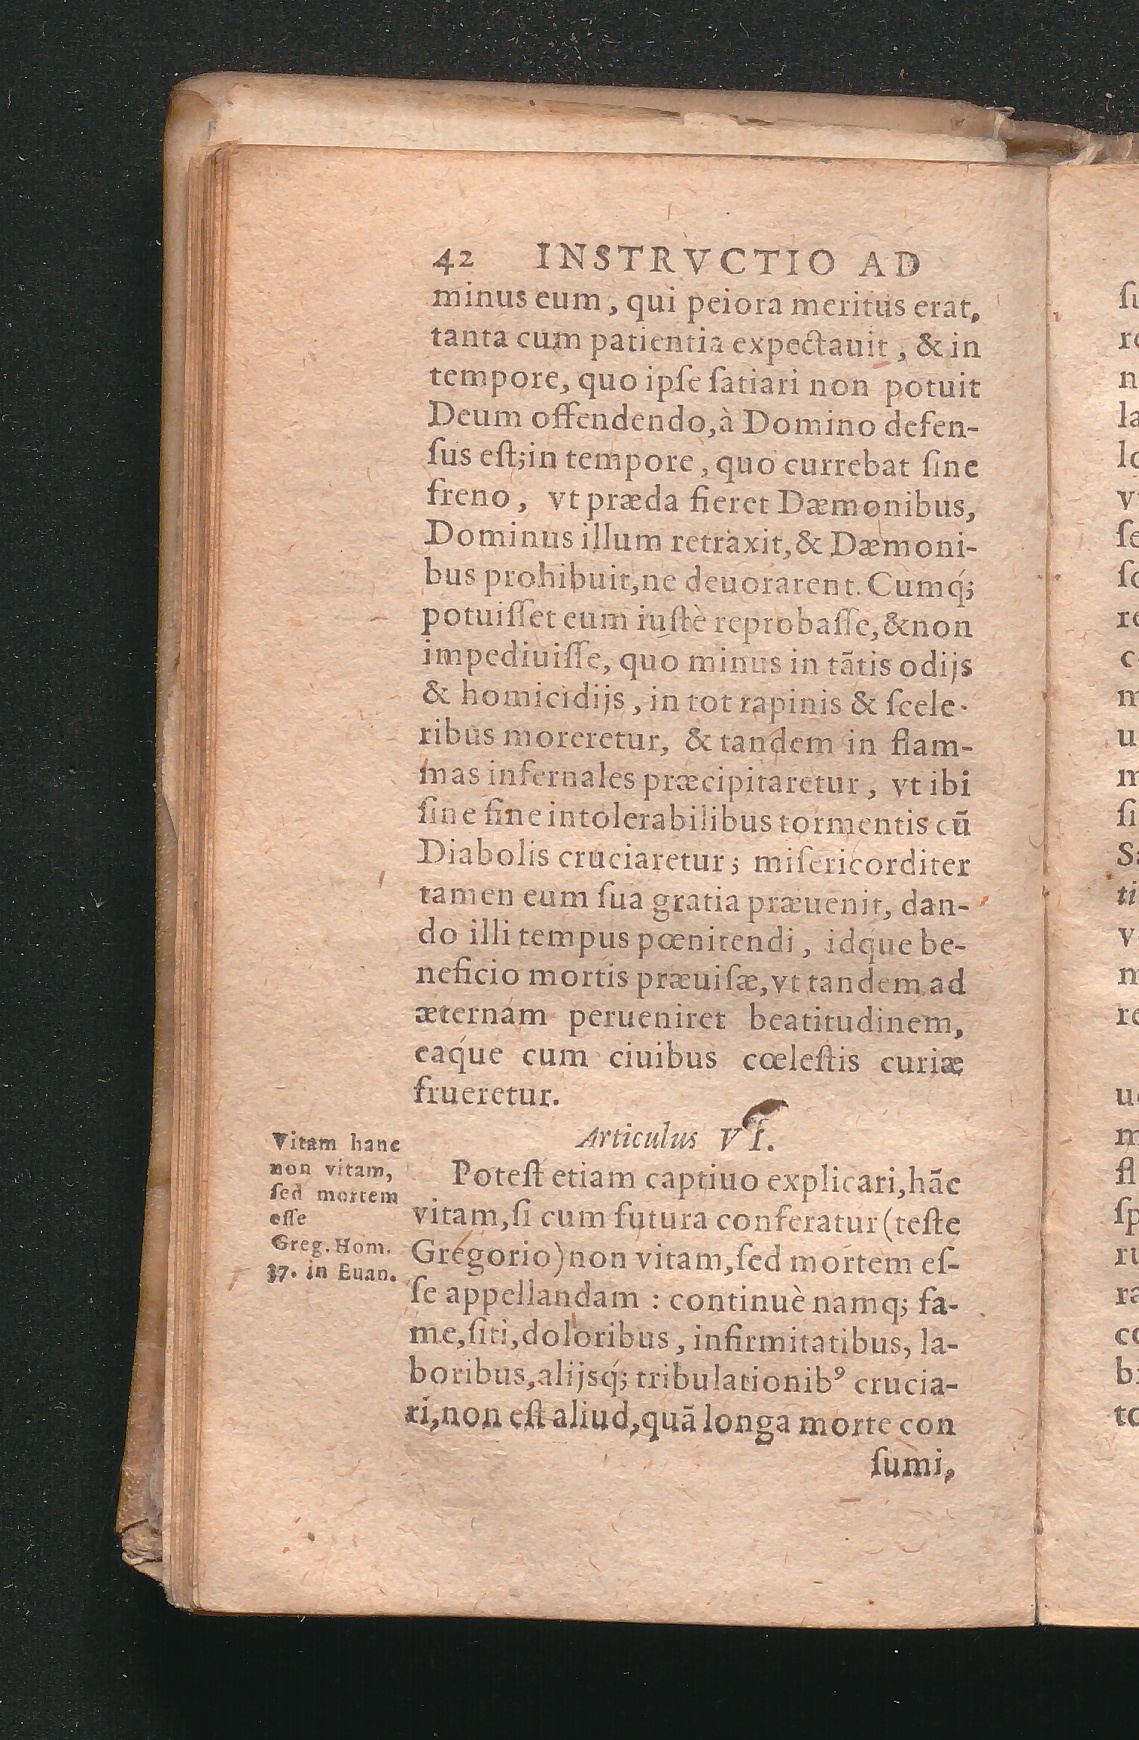 42 INSTRVCTIO AD
minus eum, qui peiora meritus erat,
tanta cum patientia expectauit, & in
tempore, quo ipſe ſatiari non potuit
Deum offendendo, à Domino defen-
ſus eſt; in tempore, quo currebat ſine
freno, vt præda fieret Dæmonibus,
Dominus illum retraxit, & Dæmoni-
bus prohibuit, ne deuorarent. Cumq́;
potuiſſet eum iuſtè reprobaſſe, & non
impediuiſſe, quo minus in tãtis odijs
& homicidijs, in tot rapinis & ſcele-
ribus moreretur, & tandem in flam-
mas infernales præcipitaretur, vt ibi
ſine fine intolerabilibus tormentis cũ
Diabolis cruciaretur; miſericorditer
tamen eum ſua gratia præuenit, dan-
do illi tempus pœnitendi, idque be-
neficio mortis præuiſæ, vt tandem ad
æternam perueniret beatitudinem,
eaq́ue cum ciuibus cœleſtis curiæ
frueretur.
Articulus VI.
Vitam hanc
non vitam,
ſed mortem
eſſe
Greg. Hom.
37. in Euan.
Poteſt etiam captiuo explicari, hãc
vitam, ſi cum futura conferatur (teſte
Gregorio) non vitam, ſed mortem eſ-
ſe appellandam: continuè namq; fa-
me, ſiti, doloribus, infirmitatibus, la-
boribus, alijsq́; tribulationibꝰ crucia-
ri, non eſt aliud, quã longa morte con
ſumi,